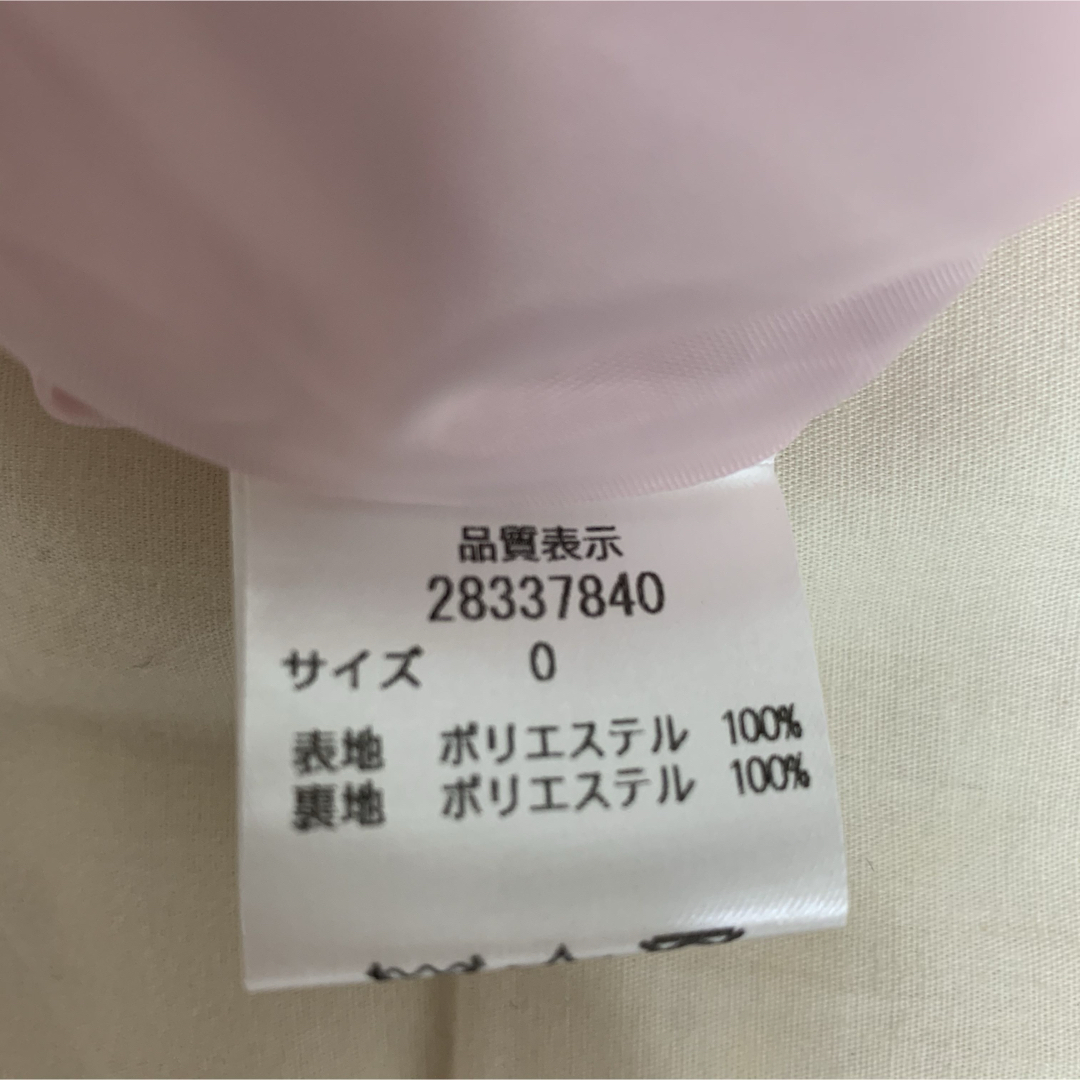 品質表示
28337840
サイズ 0
表地 ポリエステル 100%
裏地 ポリエステル 100%